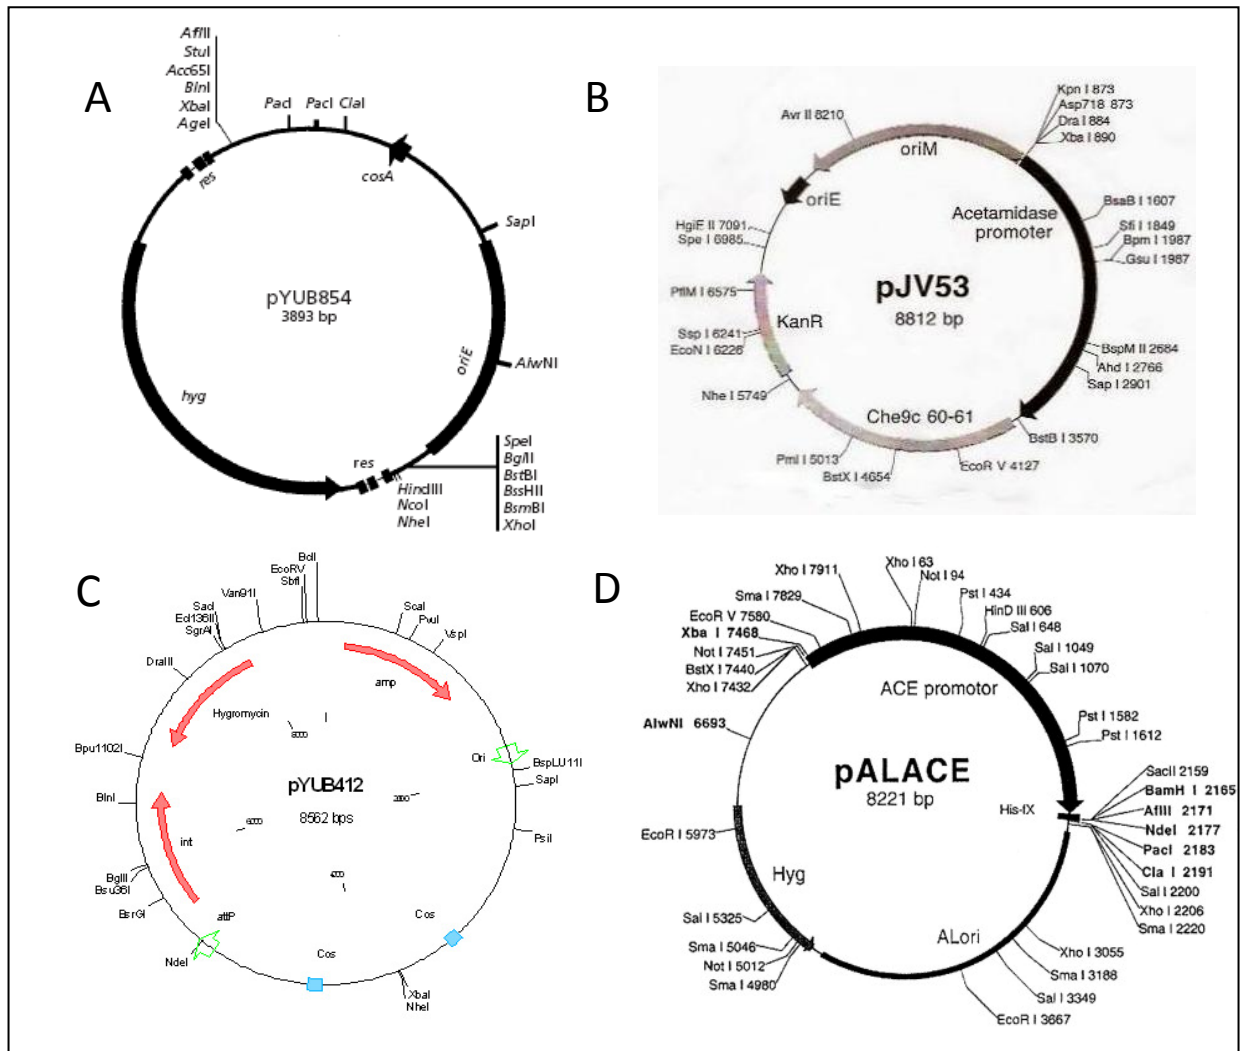 A
AflII
StuI
Acc65I
BlnI
XbaI
AgeI
PacI
PacI
ClaI
cosA
res
SapI
pYUB854
3893 bp
oriE
AlwNI
hyg
res
HindIII
NcoI
NheI
SpeI
BglII
BstBI
BssHII
BsmBI
XhoI
B
Kpn I 873
Asp718 873
Dra I 884
Xba I 890
Avr II 8210
oriM
oriE
Acetamidase
promoter
BsaB I 1607
Sfi I 1849
Bpm I 1987
Gsu I 1987
HgiE II 7091
Spe I 6985
pJV53
8812 bp
PflM I 6575
KanR
Ssp I 6241
EcoN I 6226
BspM II 2684
Ahd I 2766
Sap I 2901
Nhe I 5749
Che9c 60-61
BstB I 3570
Pml I 5013
BstX I 4654
EcoR V 4127
C
BclI
EcoRV
SbfI
Van91I
SacI
Ecl136II
SgrAI
DraIII
ScaI
PvuI
VspI
amp
Hygromycin
8000
Bpu1102I
Ori
BspLU11I
SapI
pYUB412
8562 bps
2000
BlnI
6000
PsiI
int
4000
BglII
Bsu36I
BsrGI
attP
Cos
NdeI
Cos
XbaI
NheI
D
Xho I 7911
Xho I 63
Not I 94
Sma I 7829
Pst I 434
EcoR V 7580
HinD III 606
Xba I 7468
Sal I 648
Not I 7451
BstX I 7440
Xho I 7432
Sal I 1049
Sal I 1070
ACE promotor
AlwNI 6693
Pst I 1582
Pst I 1612
pALACE
8221 bp
SacII 2159
BamH I 2165
His-IX
AflII 2171
NdeI 2177
PacI 2183
Cla I 2191
Sal I 2200
Xho I 2206
Sma I 2220
EcoR I 5973
Hyg
Sal I 5325
ALori
Sma I 5046
Not I 5012
Sma I 4980
Xho I 3055
Sma I 3188
Sal I 3349
EcoR I 3667